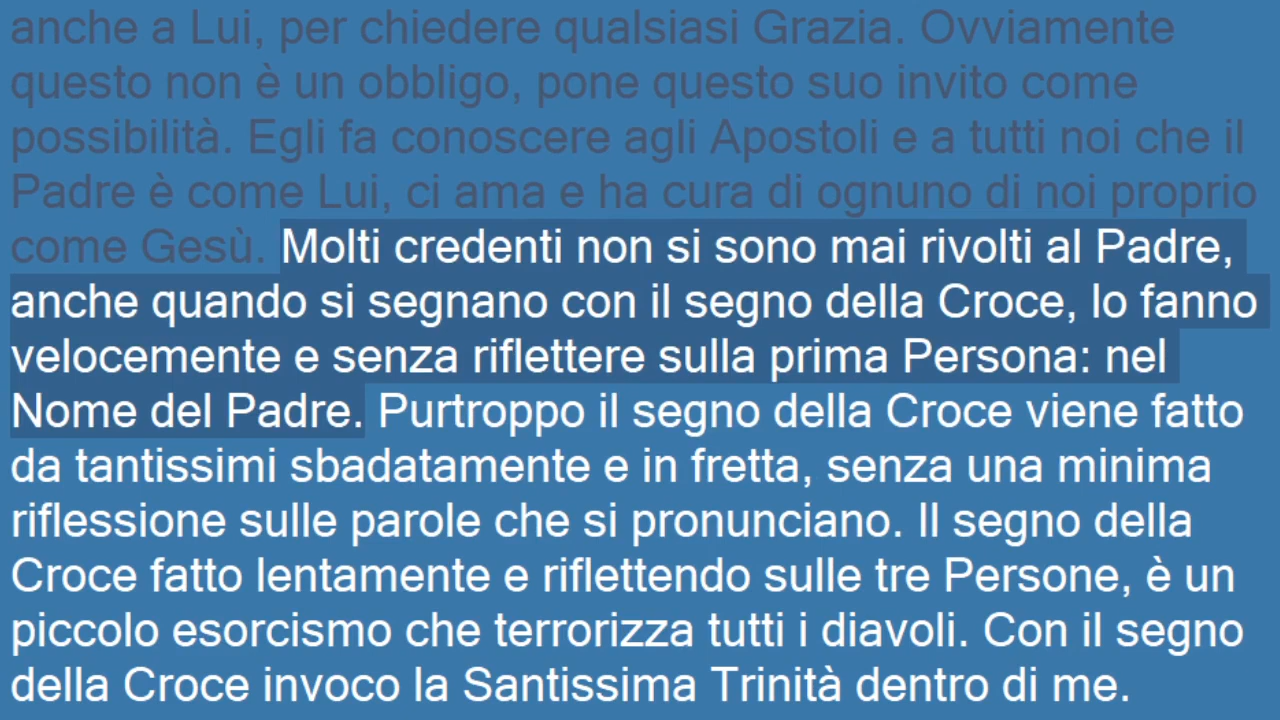 anche a Lui, per chiedere qualsiasi Grazia. Ovviamente
questo non è un obbligo, pone questo suo invito come
possibilità. Egli fa conoscere agli Apostoli e a tutti noi che il
Padre è come Lui, ci ama e ha cura di ognuno di noi proprio
come Gesù. Molti credenti non si sono mai rivolti al Padre,
anche quando si segnano con il segno della Croce, lo fanno
velocemente e senza riflettere sulla prima Persona: nel
Nome del Padre. Purtroppo il segno della Croce viene fatto
da tantissimi sbadatamente e in fretta, senza una minima
riflessione sulle parole che si pronunciano. Il segno della
Croce fatto lentamente e riflettendo sulle tre Persone, è un
piccolo esorcismo che terrorizza tutti i diavoli. Con il segno
della Croce invoco la Santissima Trinità dentro di me.